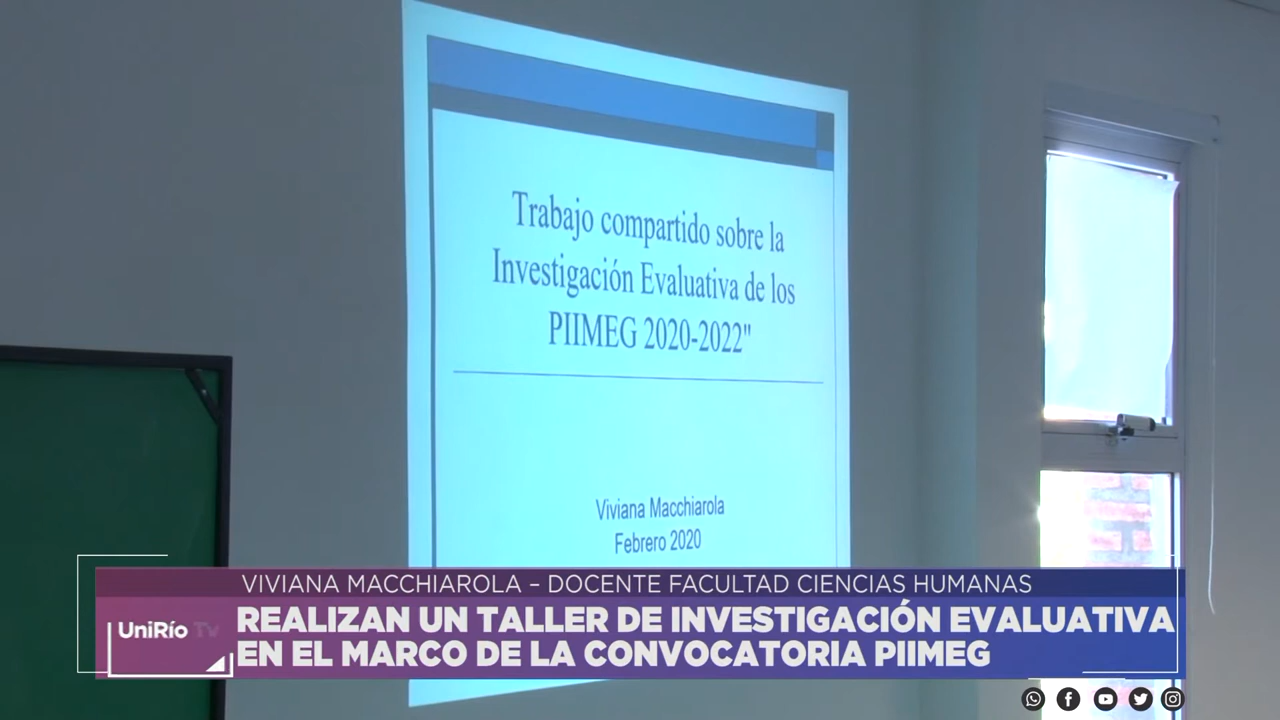 Trabajo compartido sobre la
Investigación Evaluativa de los
PIIMEG 2020-2022"
Viviana Macchiarola
Febrero 2020
VIVIANA MACCHIAROLA – DOCENTE FACULTAD CIENCIAS HUMANAS
UniRío Tv
REALIZAN UN TALLER DE INVESTIGACIÓN EVALUATIVA
EN EL MARCO DE LA CONVOCATORIA PIIMEG